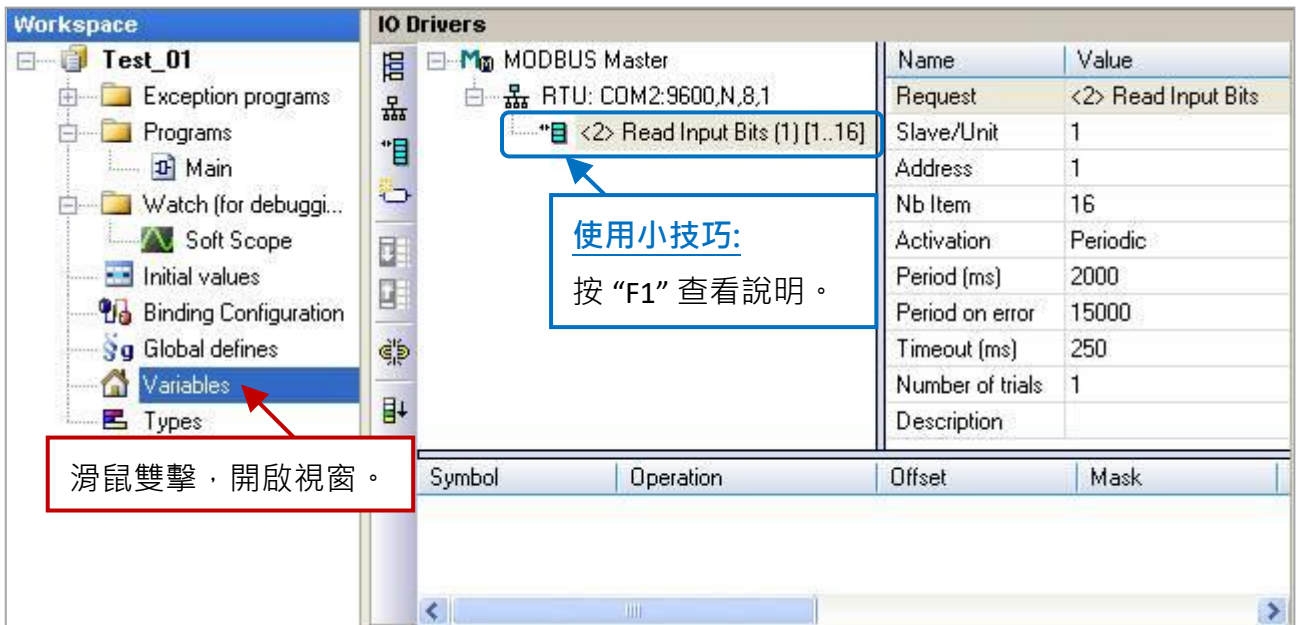 Workspace
Test_01
Exception programs
Programs
Main
Watch (for debuggi...
Soft Scope
Initial values
Binding Configuration
Global defines
Variables
Types
滑鼠雙擊，開啟視窗。
IO Drivers
MODBUS Master
RTU: COM2:9600,N,8,1
<2> Read Input Bits (1) [1..16]
使用小技巧:
按 “F1” 查看說明。
Name Value
Request <2> Read Input Bits
Slave/Unit 1
Address 1
Nb Item 16
Activation Periodic
Period (ms) 2000
Period on error 15000
Timeout (ms) 250
Number of trials 1
Description
Symbol Operation Offset Mask